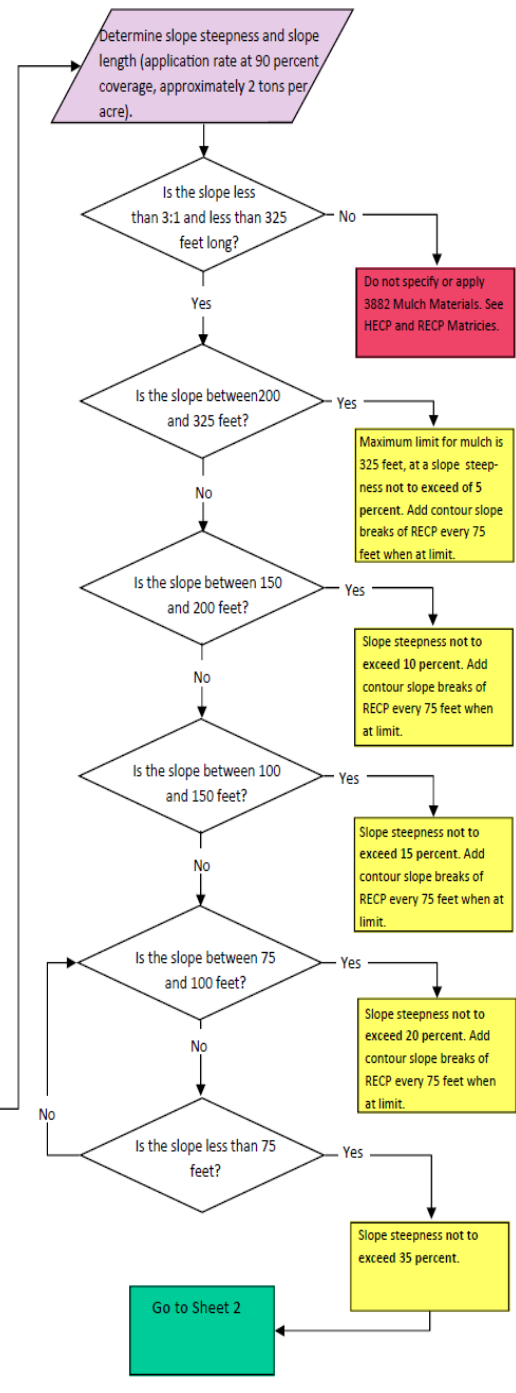 Determine slope steepness and slope
length (application rate at 90 percent
coverage, approximately 2 tons per
acre).
Is the slope less
than 3:1 and less than 325
feet long?
No
Do not specify or apply
3882 Mulch Materials. See
HECP and RECP Matricies.
Yes
Is the slope between200
and 325 feet?
Yes
Maximum limit for mulch is
325 feet, at a slope steep-
ness not to exceed of 5
percent. Add contour slope
breaks of RECP every 75
feet when at limit.
No
Is the slope between 150
and 200 feet?
Yes
Slope steepness not to
exceed 10 percent. Add
contour slope breaks of
RECP every 75 feet when
at limit.
No
Is the slope between 100
and 150 feet?
Yes
Slope steepness not to
exceed 15 percent. Add
contour slope breaks of
RECP every 75 feet when at
limit.
No
Is the slope between 75
and 100 feet?
Yes
Slope steepness not to
exceed 20 percent. Add
contour slope breaks of
RECP every 75 feet when
at limit.
No
No
Is the slope less than 75
feet?
Yes
Slope steepness not to
exceed 35 percent.
Go to Sheet 2